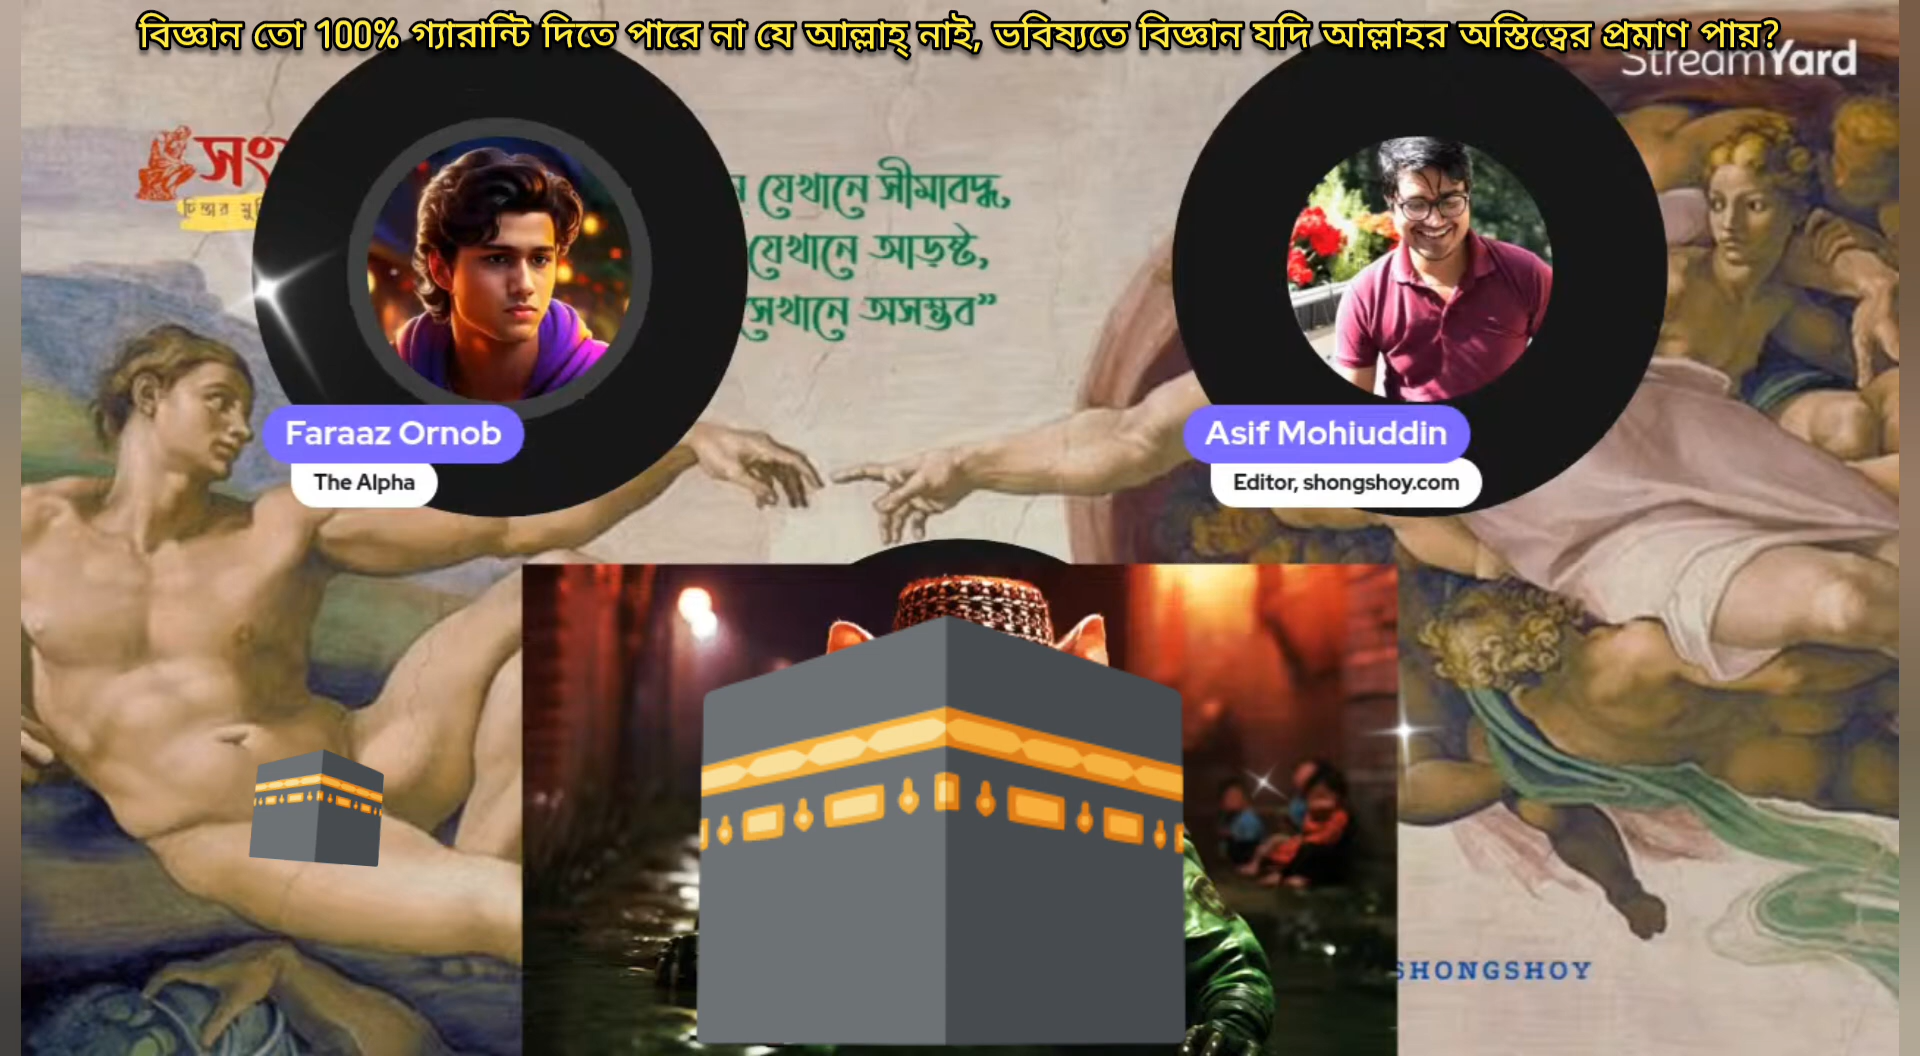 বিজ্ঞান তো 100% গ্যারান্টি দিতে পারে না যে আল্লাহ্ নাই, ভবিষ্যতে বিজ্ঞান যদি আল্লাহর অস্তিত্বের প্রমাণ পায়?
StreamYard
যেখানে সীমাবদ্ধ,
যেখানে আড়ষ্ট,
সেখানে অসম্ভব”
Faraaz Ornob
The Alpha
Asif Mohiuddin
Editor, shongshoy.com
SHONGSHOY